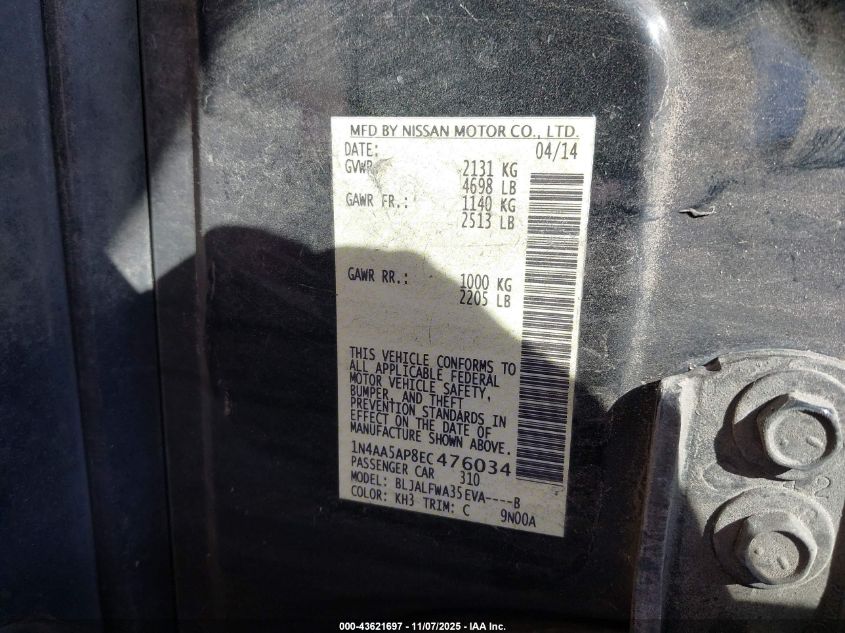 MFD BY NISSAN MOTOR CO., LTD.
DATE: 04/14
GVWR 2131 KG
4698 LB
GAWR FR.: 1140 KG
2513 LB
GAWR RR.: 1000 KG
2205 LB
THIS VEHICLE CONFORMS TO
ALL APPLICABLE FEDERAL
MOTOR VEHICLE SAFETY,
BUMPER, AND THEFT
PREVENTION STANDARDS IN
EFFECT ON THE DATE OF
MANUFACTURE SHOWN ABOVE.
1N4AA5AP8EC476034
PASSENGER CAR 310
MODEL: BLJALFWA35EVA----B
COLOR: KH3 TRIM: C 9N00A
000-43621697 - 11/07/2025 - IAA Inc.